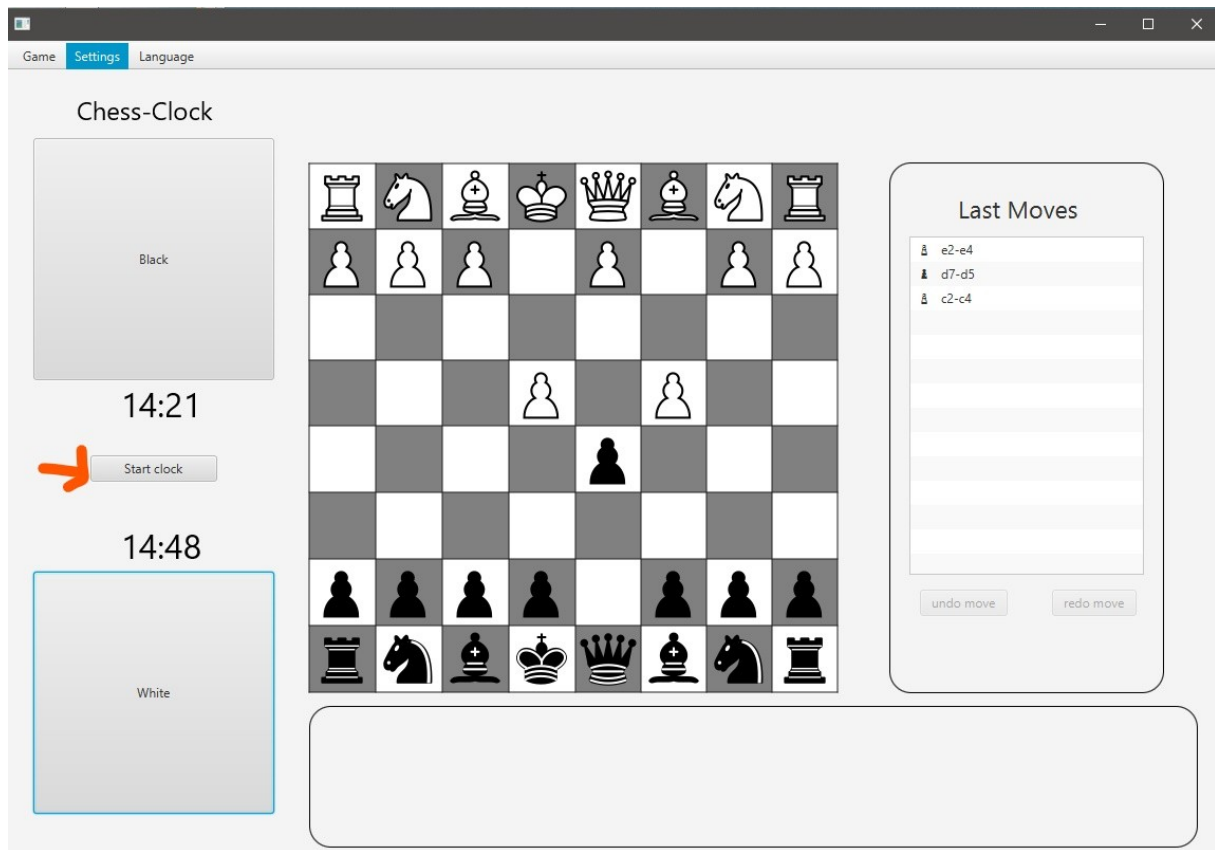 Game Settings Language
Chess-Clock
Black
14:21
Start clock
14:48
White
Last Moves
e2-e4
d7-d5
c2-c4
undo move redo move